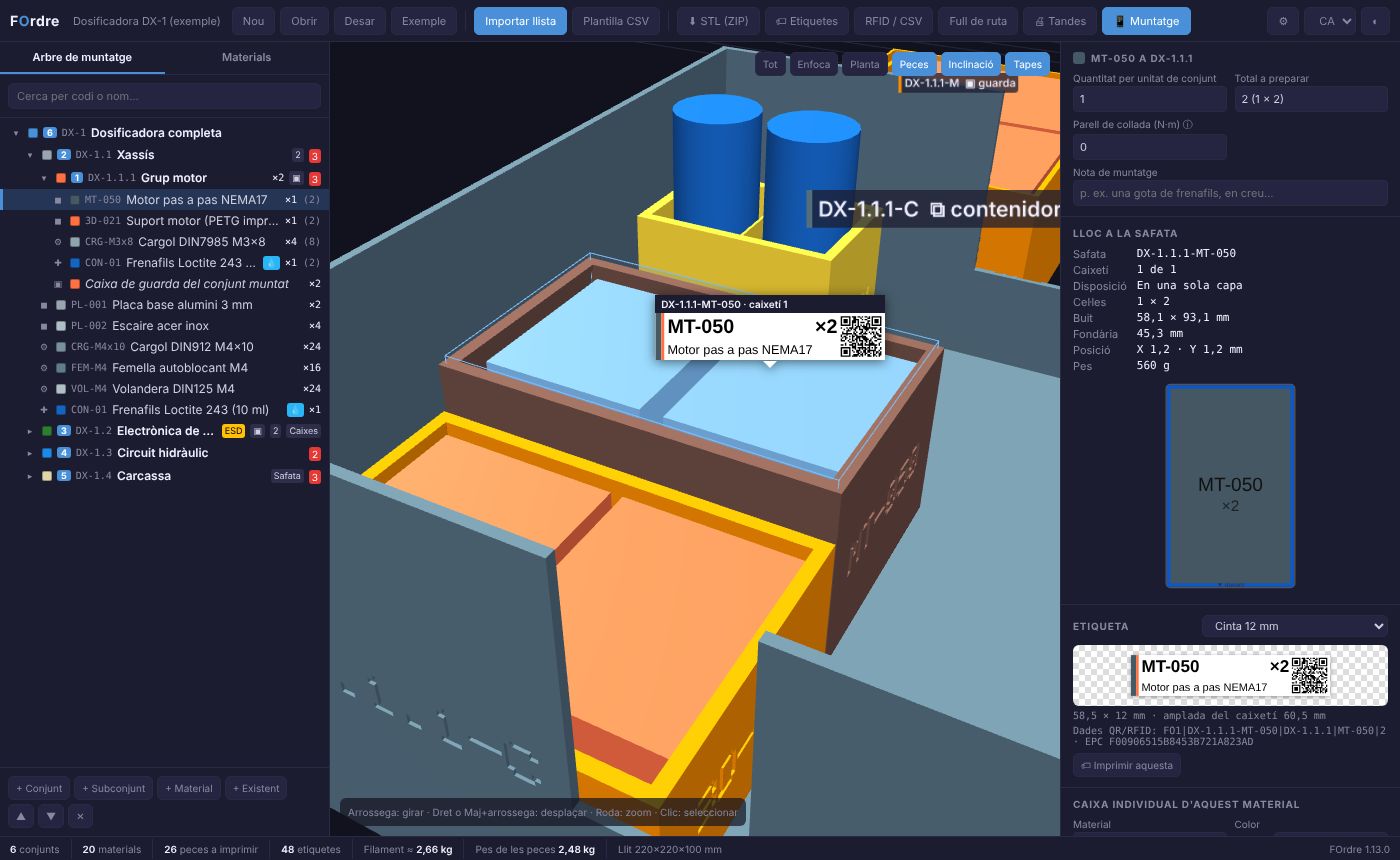 FOrdre Dosificadora DX-1 (exemple) Nou Obrir Desar Exemple Importar llista Plantilla CSV ⬇ STL (ZIP) Etiquetes RFID / CSV Full de ruta Tandes Muntatge CA
Arbre de muntatge Materials
Cerca per codi o nom...
6 DX-1 Dosificadora completa
2 DX-1.1 Xassís 2 3
1 DX-1.1.1 Grup motor ×2 3
MT-050 Motor pas a pas NEMA17 ×1 (2)
3D-021 Suport motor (PETG impr... ×1 (2)
CRG-M3x8 Cargol DIN7985 M3×8 ×4 (8)
CON-01 Frenafils Loctite 243 ... ×1 (2)
Caixa de guarda del conjunt muntat ×2
PL-001 Placa base alumini 3 mm ×2
PL-002 Escaire acer inox ×4
CRG-M4x10 Cargol DIN912 M4×10 ×24
FEM-M4 Femella autoblocant M4 ×16
VOL-M4 Volandera DIN125 M4 ×24
CON-01 Frenafils Loctite 243 (10 ml) ×1
3 DX-1.2 Electrònica de ... ESD 2 Caixes
4 DX-1.3 Circuit hidràulic 2
5 DX-1.4 Carcassa Safata 3
+ Conjunt + Subconjunt + Material + Existent
▲ ▼ ×
Tot Enfoca Planta Peces Inclinació Tapes
DX-1.1.1-M guarda
DX-1.1.1-C contenidor
DX-1.1.1-MT-050 · caixetí 1
MT-050 ×2
Motor pas a pas NEMA17
Arrossega: girar · Dret o Maj+arrossega: desplaçar · Roda: zoom · Clic: seleccionar
MT-050 A DX-1.1.1
Quantitat per unitat de conjunt Total a preparar
1 2 (1 × 2)
Parell de collada (N·m) ⓘ
0
Nota de muntatge
p. ex. una gota de frenafils, en creu...
LLOC A LA SAFATA
Safata DX-1.1.1-MT-050
Caixetí 1 de 1
Disposició En una sola capa
Cel·les 1 × 2
Buit 58,1 × 93,1 mm
Fondària 45,3 mm
Posició X 1,2 · Y 1,2 mm
Pes 560 g
MT-050
×2
ETIQUETA Cinta 12 mm
MT-050 ×2
Motor pas a pas NEMA17
58,5 × 12 mm · amplada del caixetí 60,5 mm
Dades QR/RFID: FO1|DX-1.1.1-MT-050|DX-1.1.1|MT-050|2
· EPC F00906515B8453B721A823AD
Imprimir aquesta
CAIXA INDIVIDUAL D'AQUEST MATERIAL
Material Color
6 conjunts 20 materials 26 peces a imprimir 48 etiquetes Filament ≈ 2,66 kg Pes de les peces 2,48 kg Llit 220×220×100 mm FOrdre 1.13.0